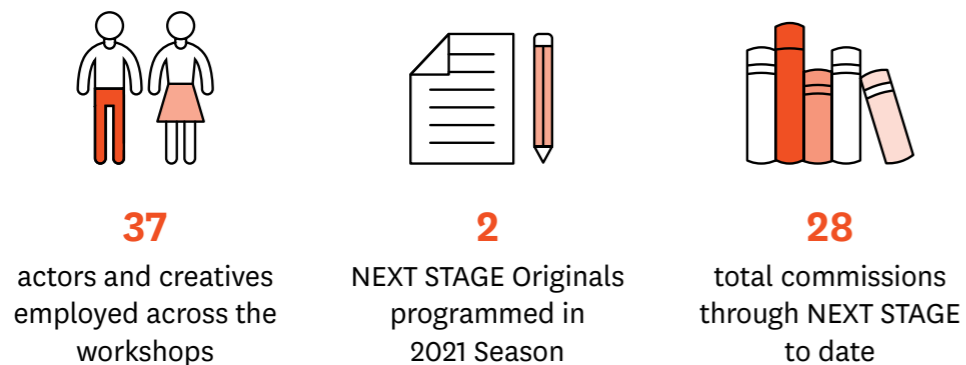 37
actors and creatives
employed across the
workshops
2
NEXT STAGE Originals
programmed in
2021 Season
28
total commissions
through NEXT STAGE
to date